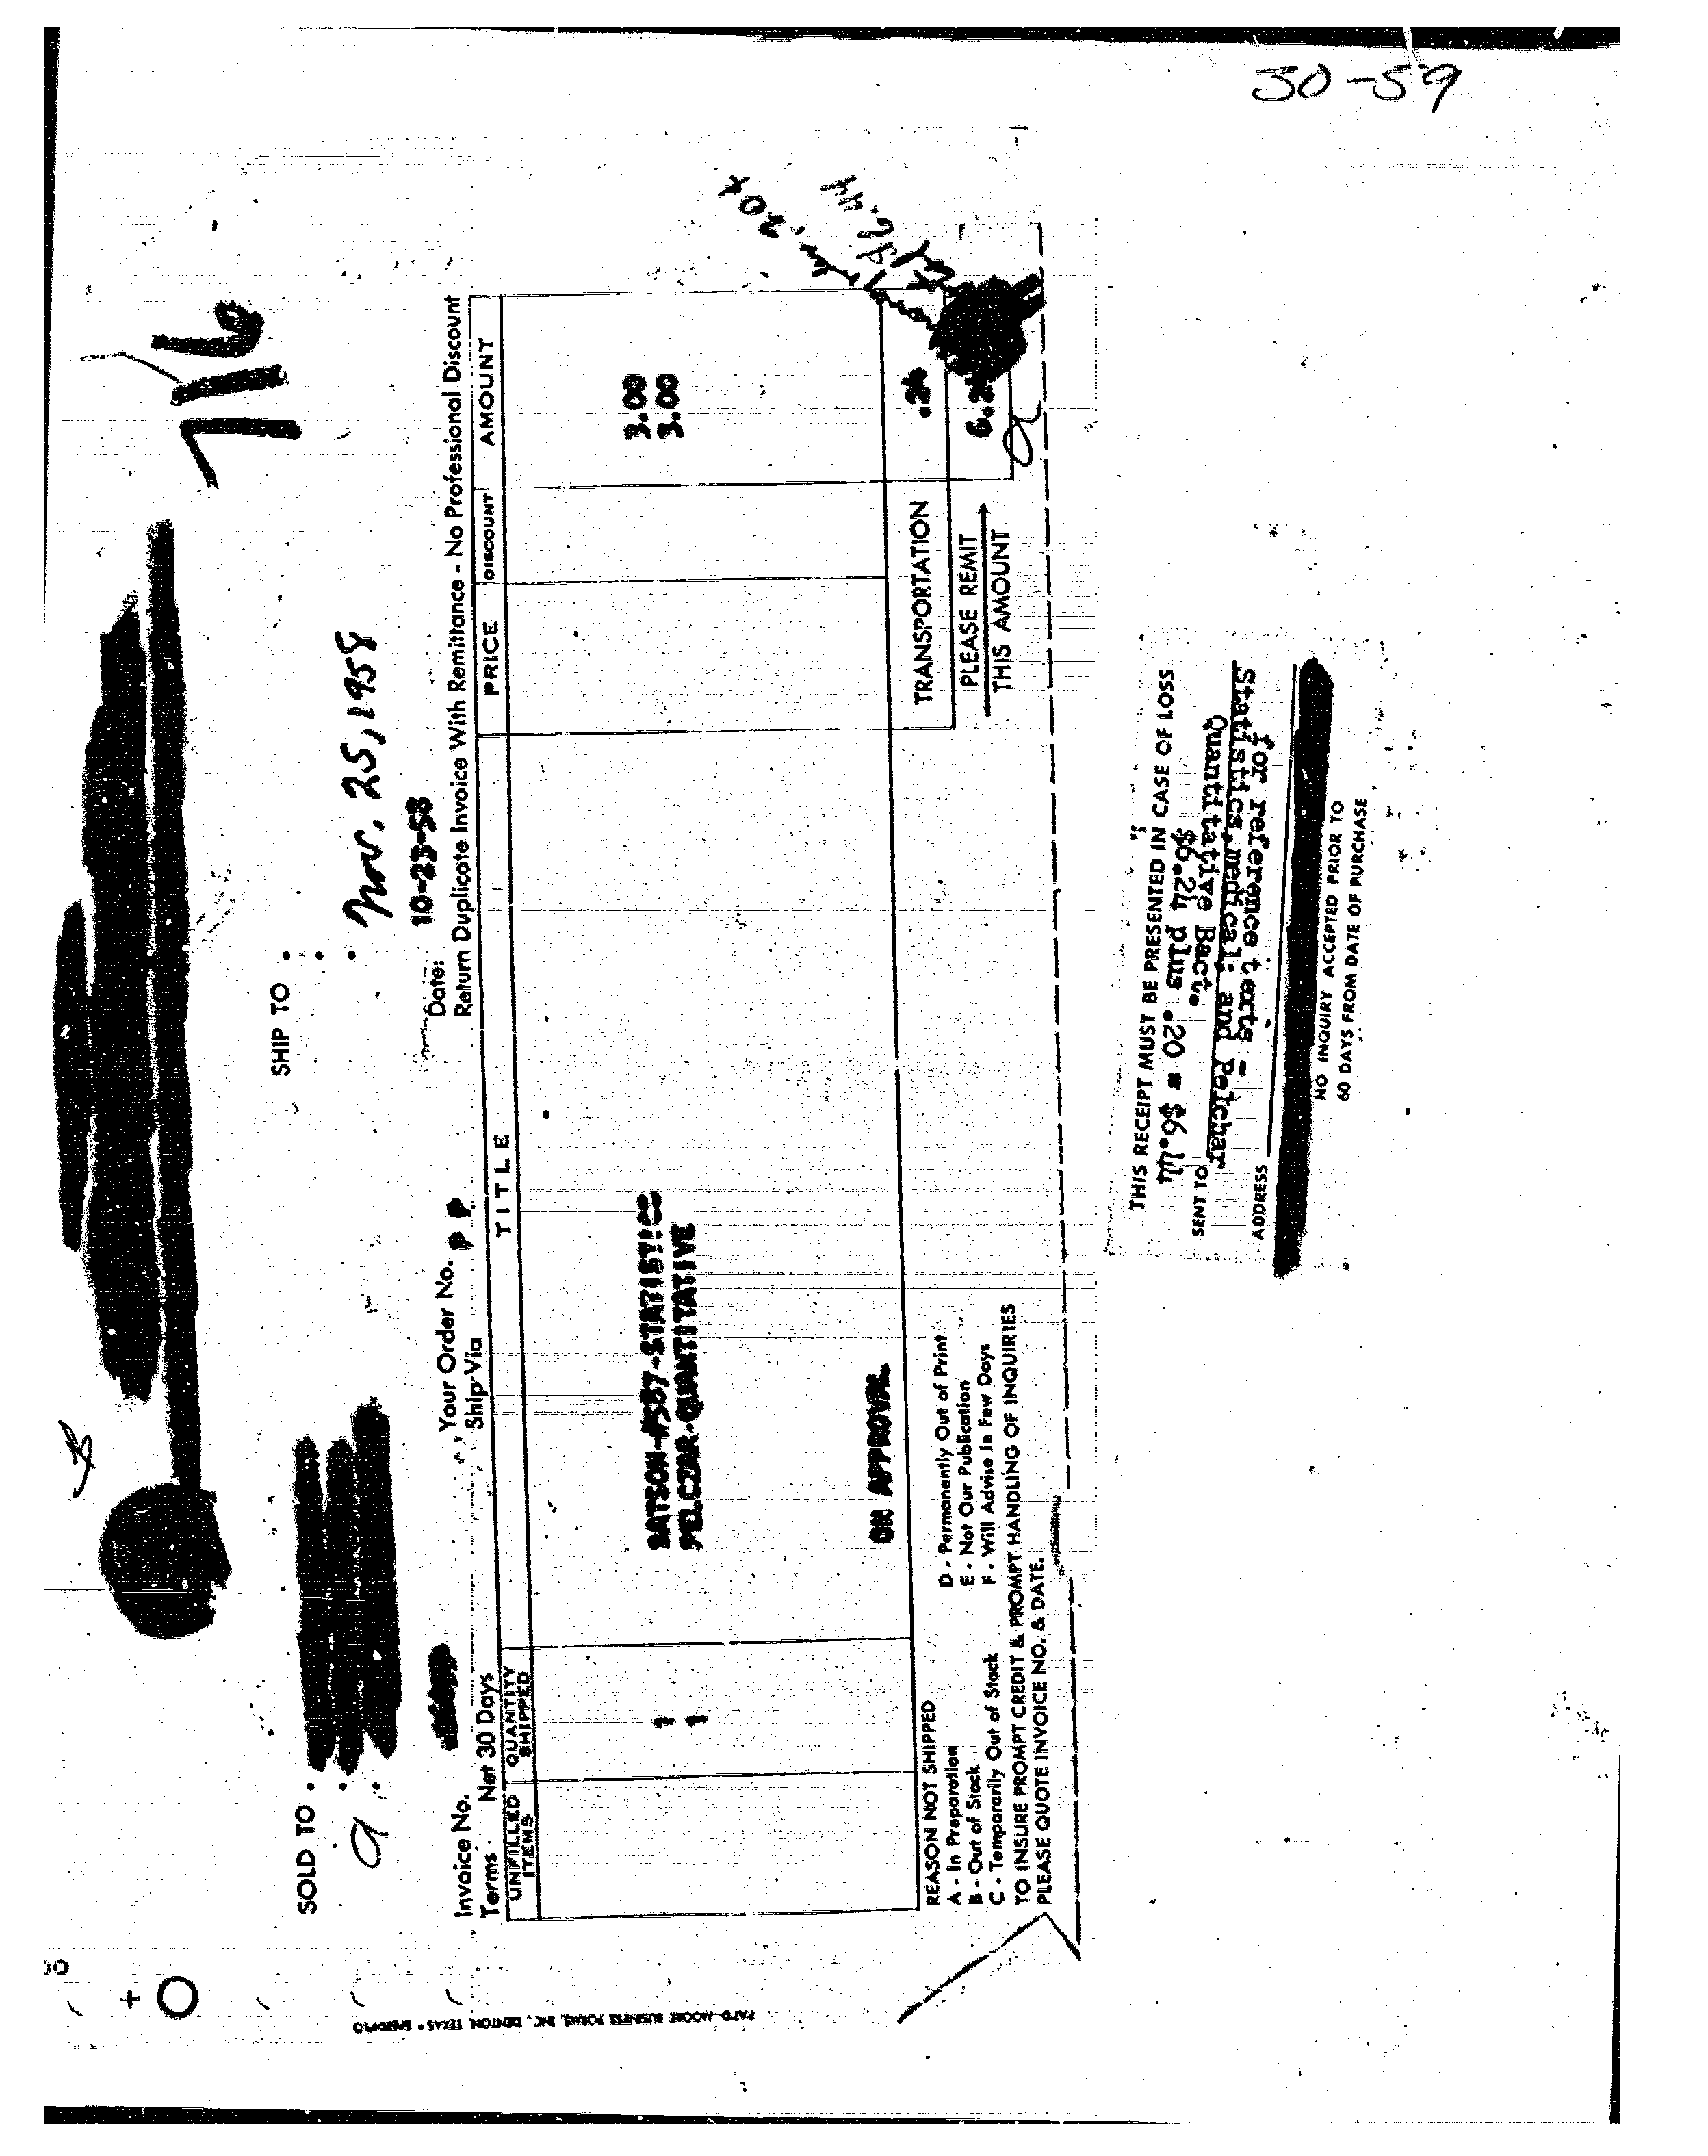 30-59
SHIP TO
Nov. 25, 1958
SOLD TO
Date: 10-23-58
Invoice No.
Your Order No.
Terms Net 30 Days
Ship Via P P
Return Duplicate Invoice With Remittance - No Professional Discount
UNFILLED ITEMS QUANTITY SHIPPED TITLE PRICE DISCOUNT AMOUNT
1 BATSON-#587-STATISTICS 3.00
1 PELCZAR-QUANTITATIVE 3.00
ON APPROVAL
TRANSPORTATION .24
PLEASE REMIT THIS AMOUNT 6.24
.20x
6.44
REASON NOT SHIPPED
A - In Preparation
B - Out of Stock
C - Temporarily Out of Stock
D - Permanently Out of Print
E - Not Our Publication
F - Will Advise In Few Days
TO INSURE PROMPT CREDIT & PROMPT HANDLING OF INQUIRIES
PLEASE QUOTE INVOICE NO. & DATE.
MOORE BUSINESS FORMS, INC., DENTON, TEXAS
THIS RECEIPT MUST BE PRESENTED IN CASE OF LOSS
SENT TO
ADDRESS
NO INQUIRY ACCEPTED PRIOR TO
60 DAYS FROM DATE OF PURCHASE
for reference texts -
Statistics, medical; and Pelchar
Quantitative Bact.
$6.24 plus .20 = $6.44